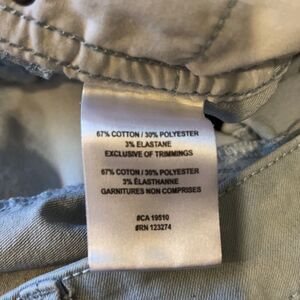 67% COTTON / 30% POLYESTER
3% ELASTANE
EXCLUSIVE OF TRIMMINGS
67% COTTON / 30% POLYESTER
3% ÉLASTHANNE
GARNITURES NON COMPRISES
#CA 19510
#RN 123274